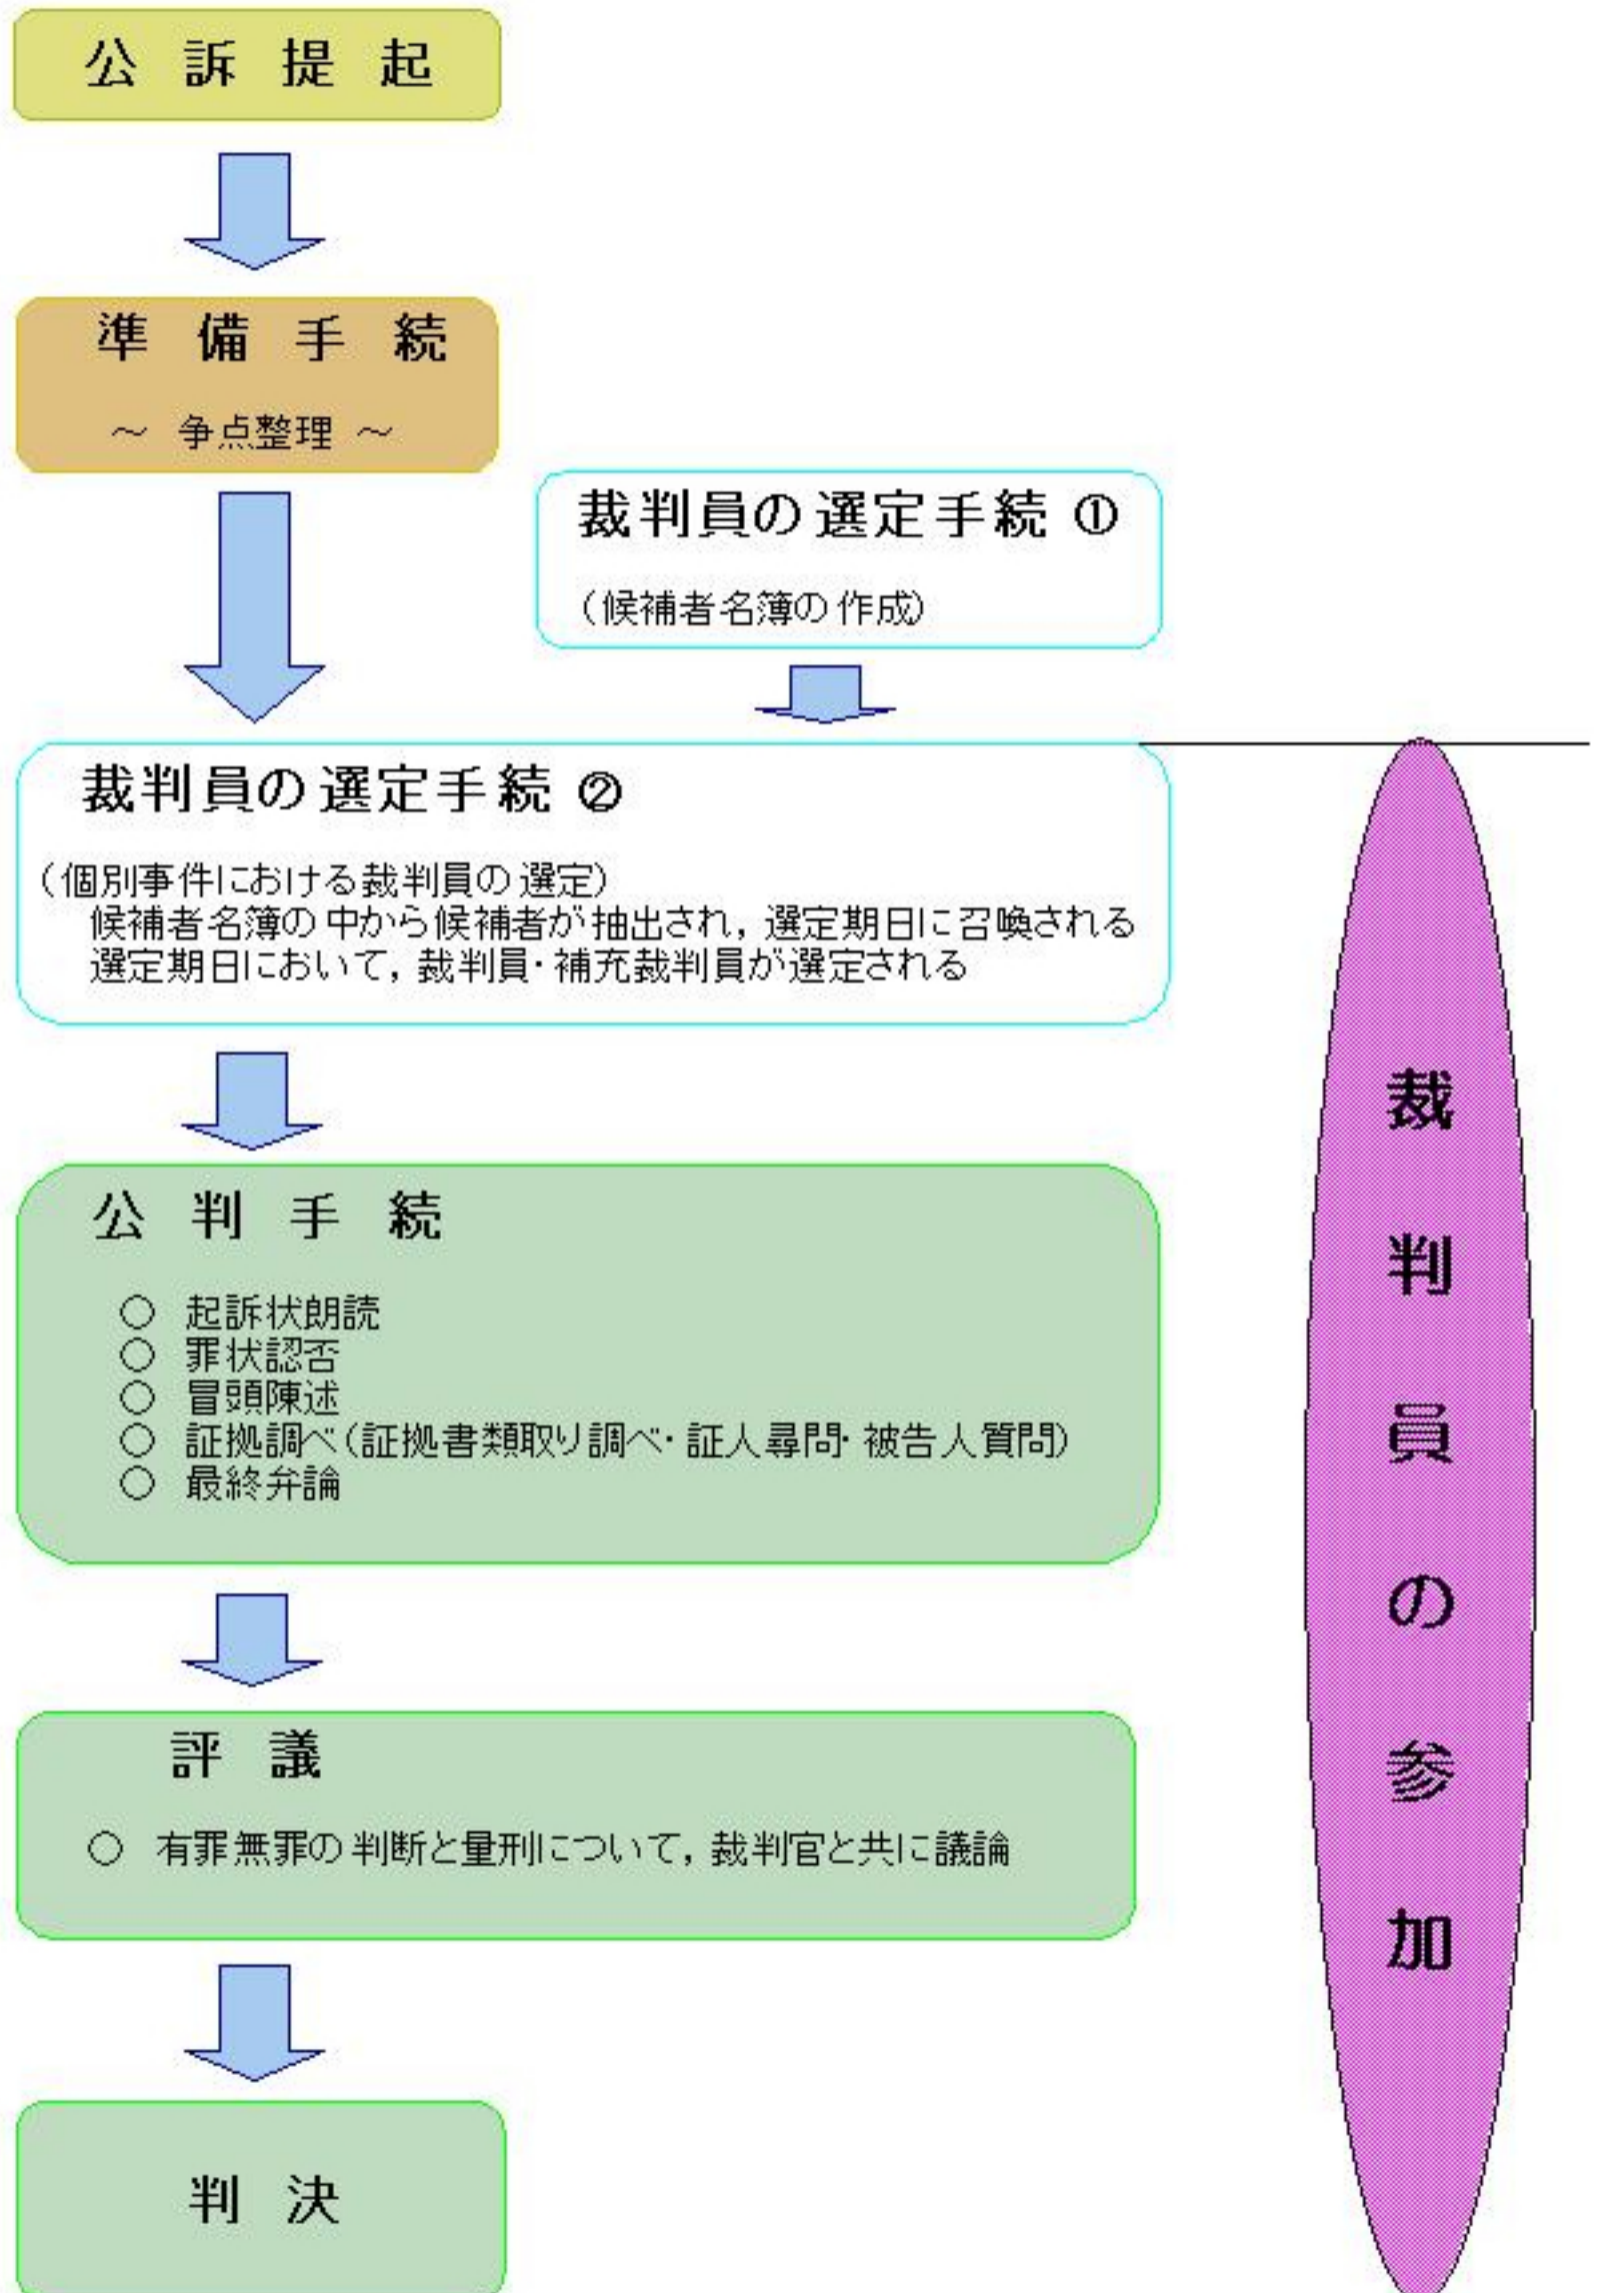 公訴提起
準備手続
～ 争点整理 ～
裁判員の選定手続 ①
（候補者名簿の作成）
裁判員の選定手続 ②
（個別事件における裁判員の選定）
候補者名簿の中から候補者が抽出され，選定期日に召喚される
選定期日において，裁判員・補充裁判員が選定される
公判手続
○ 起訴状朗読
○ 罪状認否
○ 冒頭陳述
○ 証拠調べ（証拠書類取り調べ・証人尋問・被告人質問）
○ 最終弁論
評議
○ 有罪無罪の判断と量刑について，裁判官と共に議論
判決
裁判員の参加